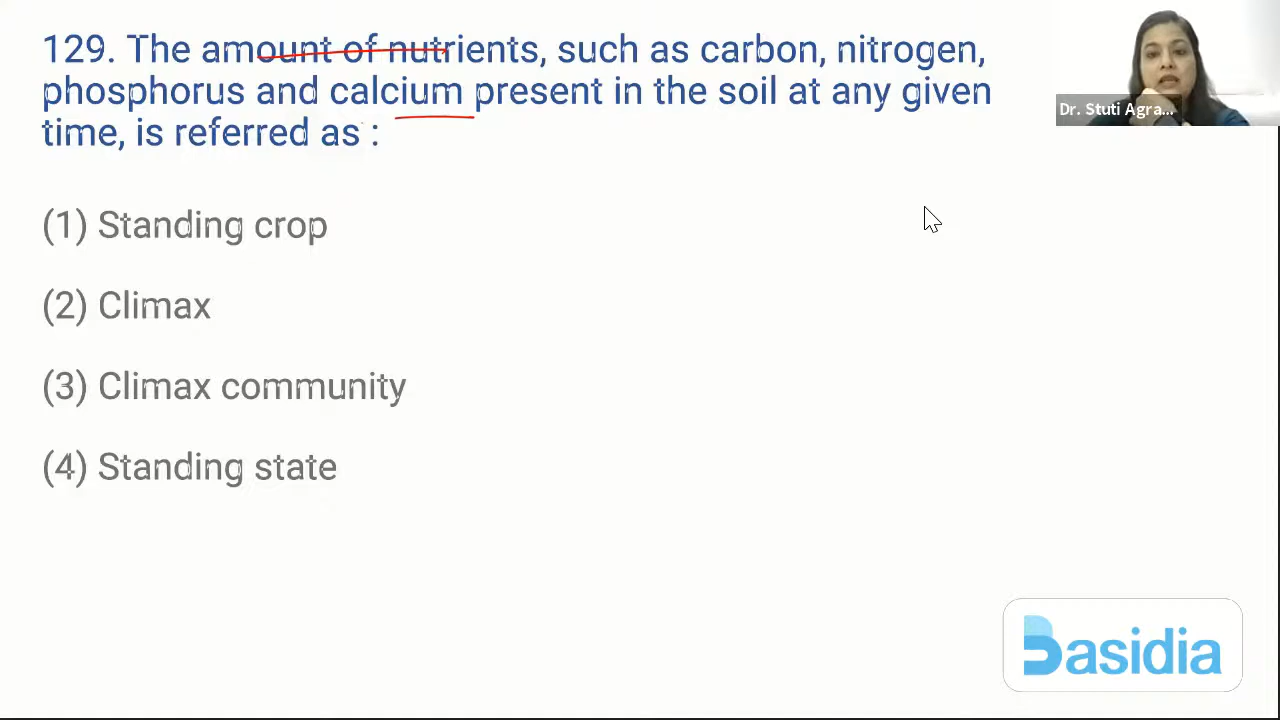 129. The amount of nutrients, such as carbon, nitrogen,
phosphorus and calcium present in the soil at any given
time, is referred as :
Dr. Stuti Agra...
(1) Standing crop
(2) Climax
(3) Climax community
(4) Standing state
Basidia